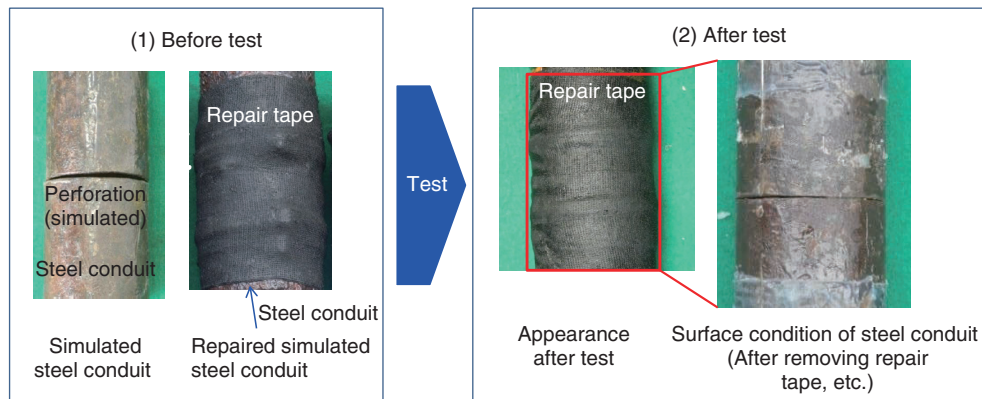 (1) Before test
Repair tape
Perforation
(simulated)
Steel conduit
Steel conduit
Simulated
steel conduit
Repaired simulated
steel conduit
Test
(2) After test
Repair tape
Appearance
after test
Surface condition of steel conduit
(After removing repair
tape, etc.)